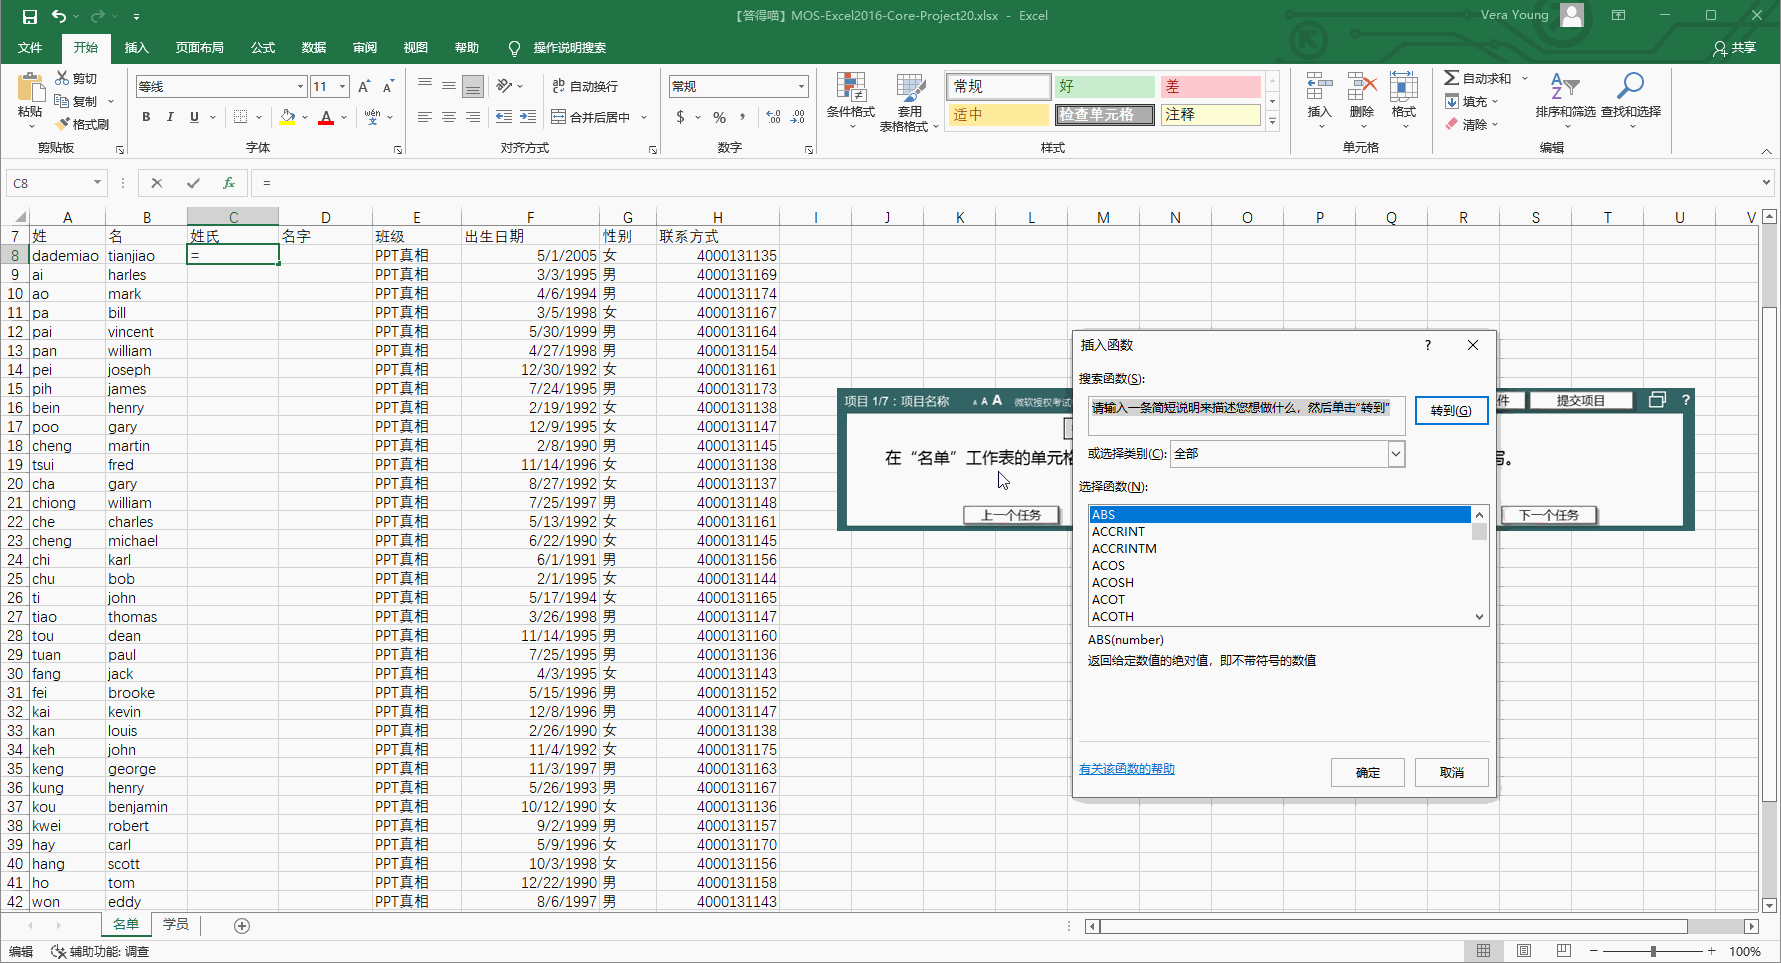 【答得喵】MOS-Excel2016-Core-Project20.xlsx - Excel
Vera Young
文件 开始 插入 页面布局 公式 数据 审阅 视图 帮助 操作说明搜索 共享
粘贴 剪切 复制 格式刷 剪贴板
等线 11 B I U A wén 字体
自动换行 合并后居中 对齐方式
常规 $ % 数字
条件格式 套用 表格格式
常规 好 差
适中 检查单元格 注释
样式
插入 删除 格式 单元格
自动求和 填充 清除 排序和筛选 查找和选择 编辑
C8 fx =
A B C D E F G H I J K L M N O P Q R S T U V
7 姓 名 姓氏 名字 班级 出生日期 性别 联系方式
8 dademiao tianjiao = PPT真相 5/1/2005 女 4000131135
9 ai harles PPT真相 3/3/1995 男 4000131169
10 ao mark PPT真相 4/6/1994 男 4000131174
11 pa bill PPT真相 3/5/1998 女 4000131167
12 pai vincent PPT真相 5/30/1999 男 4000131164
13 pan william PPT真相 4/27/1998 男 4000131154
14 pei joseph PPT真相 12/30/1992 女 4000131161
15 pih james PPT真相 7/24/1995 男 4000131173
16 bein henry PPT真相 2/19/1992 女 4000131138
17 poo gary PPT真相 12/9/1995 女 4000131147
18 cheng martin PPT真相 2/8/1990 男 4000131145
19 tsui fred PPT真相 11/14/1996 女 4000131138
20 cha gary PPT真相 8/27/1992 女 4000131137
21 chiong william PPT真相 7/25/1997 男 4000131148
22 che charles PPT真相 5/13/1992 女 4000131161
23 cheng michael PPT真相 6/22/1990 女 4000131145
24 chi karl PPT真相 6/1/1991 男 4000131156
25 chu bob PPT真相 2/1/1995 女 4000131144
26 ti john PPT真相 5/17/1994 女 4000131165
27 tiao thomas PPT真相 3/26/1998 男 4000131147
28 tou dean PPT真相 11/14/1995 男 4000131160
29 tuan paul PPT真相 7/25/1995 男 4000131136
30 fang jack PPT真相 4/3/1995 女 4000131143
31 fei brooke PPT真相 5/15/1996 男 4000131152
32 kai kevin PPT真相 12/8/1996 男 4000131147
33 kan louis PPT真相 2/26/1990 女 4000131138
34 keh john PPT真相 11/4/1992 女 4000131175
35 keng george PPT真相 11/3/1997 男 4000131163
36 kung henry PPT真相 5/26/1993 男 4000131167
37 kou benjamin PPT真相 10/12/1990 女 4000131136
38 kwei robert PPT真相 9/2/1999 男 4000131157
39 hay carl PPT真相 5/9/1996 女 4000131170
40 hang scott PPT真相 10/3/1998 女 4000131156
41 ho tom PPT真相 12/22/1990 男 4000131158
42 won eddy PPT真相 8/6/1997 男 4000131143
项目 1/7：项目名称 A A A 微软授权考试 件 提交项目 ?
在“名单”工作表的单元格 写。
上一个任务 下一个任务
插入函数 ?
搜索函数(S):
请输入一条简短说明来描述您想做什么，然后单击“转到” 转到(G)
或选择类别(C): 全部
选择函数(N):
ABS
ACCRINT
ACCRINTM
ACOS
ACOSH
ACOT
ACOTH
ABS(number)
返回给定数值的绝对值，即不带符号的数值
有关该函数的帮助 确定 取消
名单 学员
编辑 辅助功能: 调查 100%